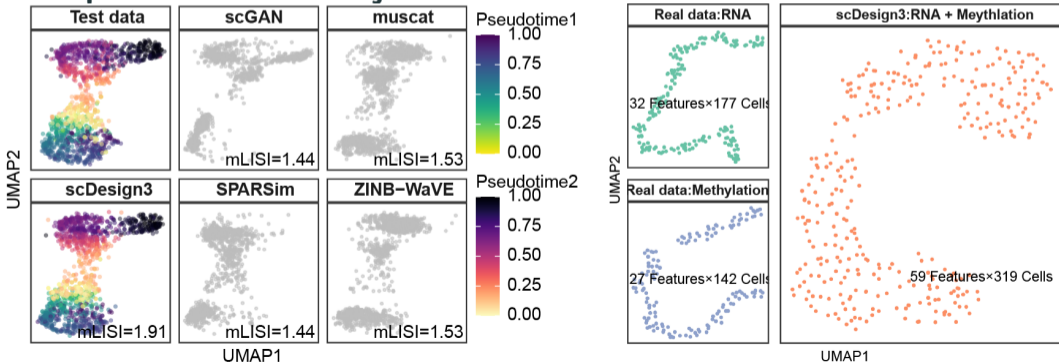 Test data
scGAN
muscat
mLISI=1.44
mLISI=1.53
Pseudotime1
1.00
0.75
0.50
0.25
0.00
scDesign3
SPARSim
ZINB−WaVE
mLISI=1.91
mLISI=1.44
mLISI=1.53
Pseudotime2
1.00
0.75
0.50
0.25
0.00
UMAP2
UMAP1
Real data:RNA
32 Features×177 Cells
Real data:Methylation
27 Features×142 Cells
scDesign3:RNA + Meythlation
59 Features×319 Cells
UMAP2
UMAP1